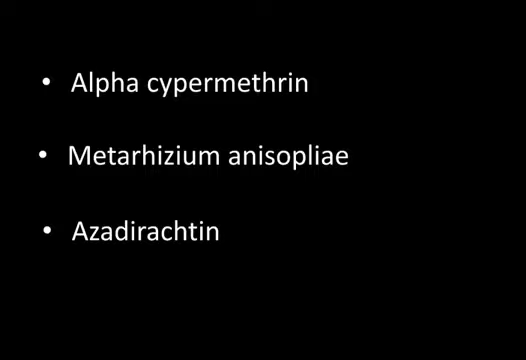 • Alpha cypermethrin
• Metarhizium anisopliae
• Azadirachtin